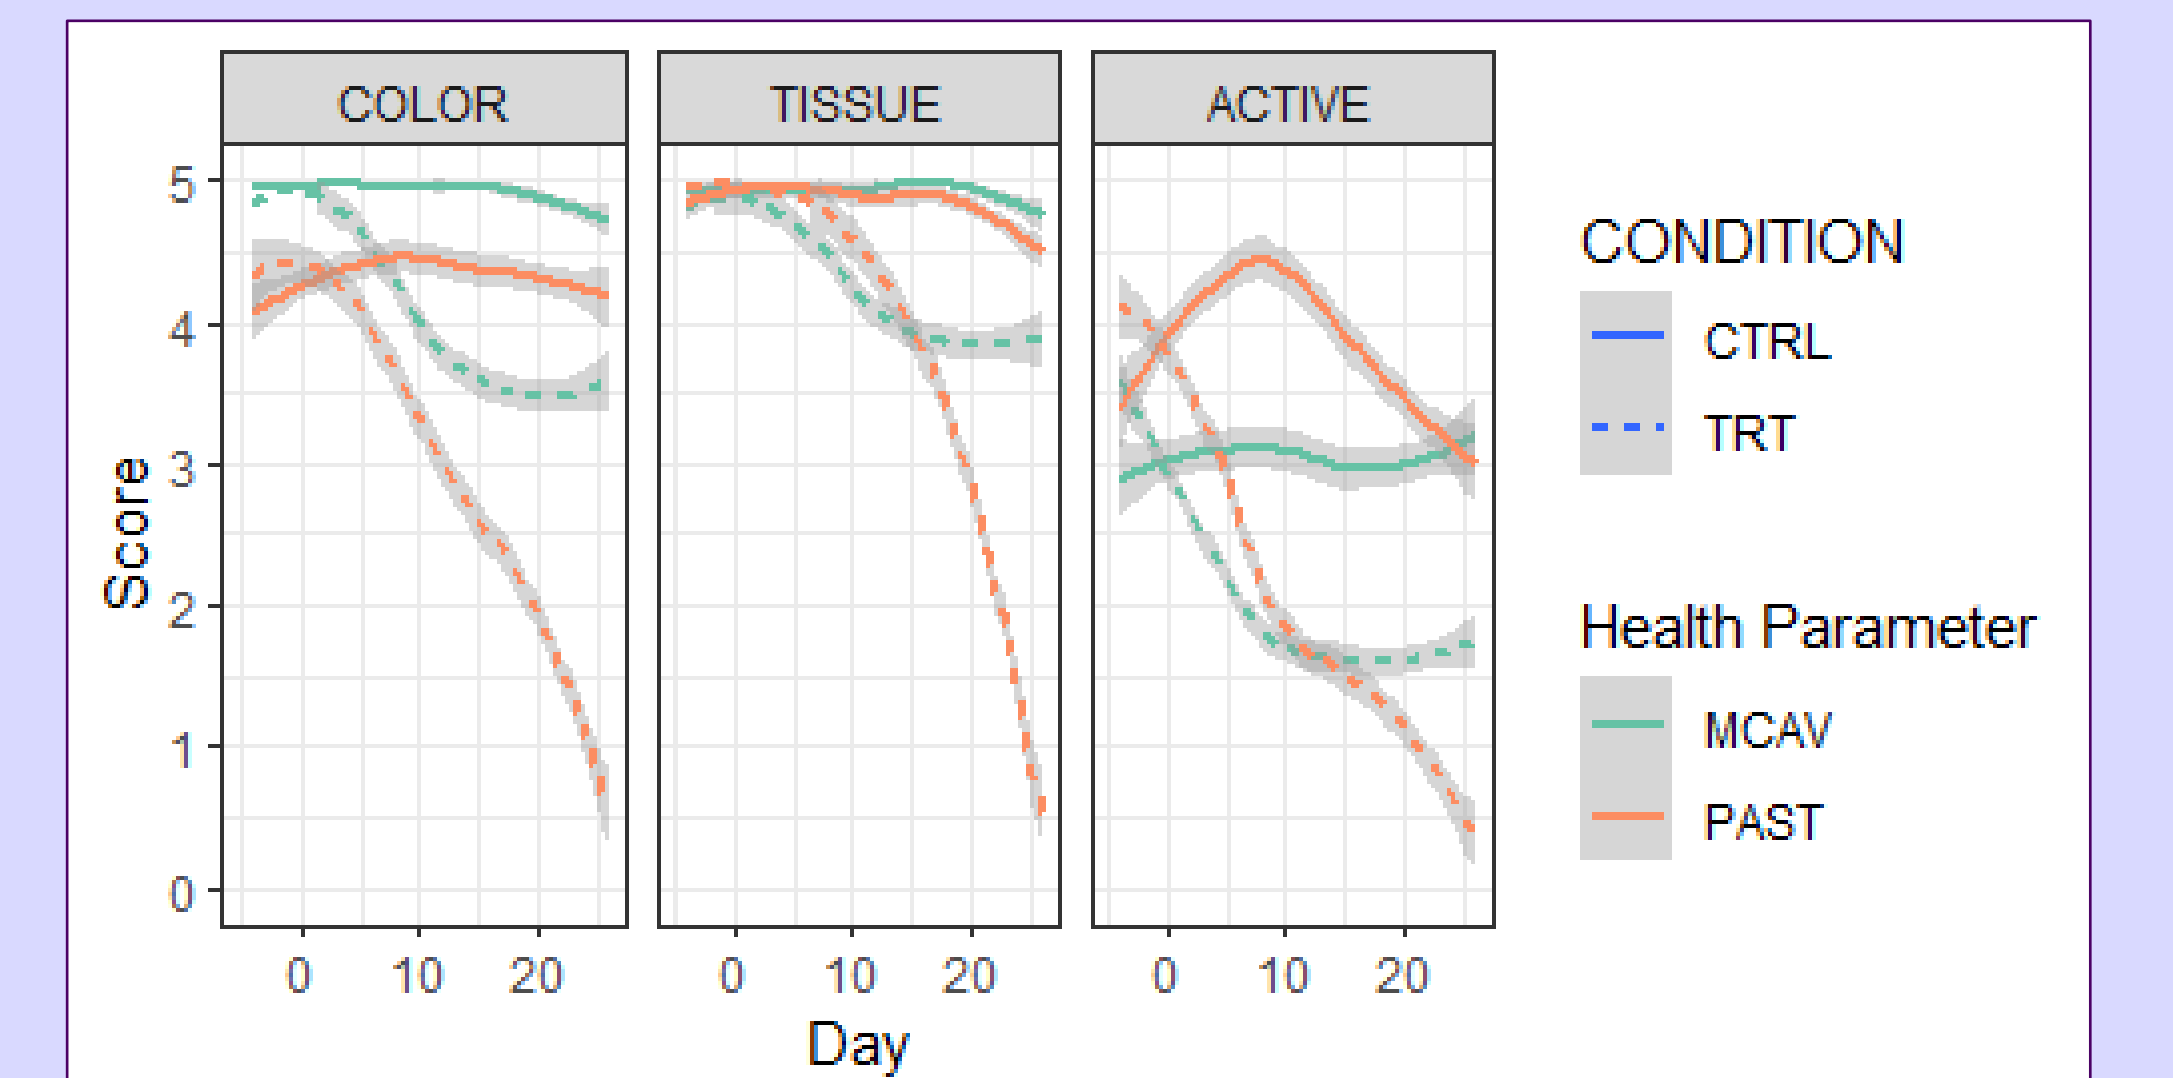 COLOR TISSUE ACTIVE
5
4
3
2
1
0
Score
0 10 20 0 10 20 0 10 20
Day
CONDITION
CTRL
TRT
Health Parameter
MCAV
PAST